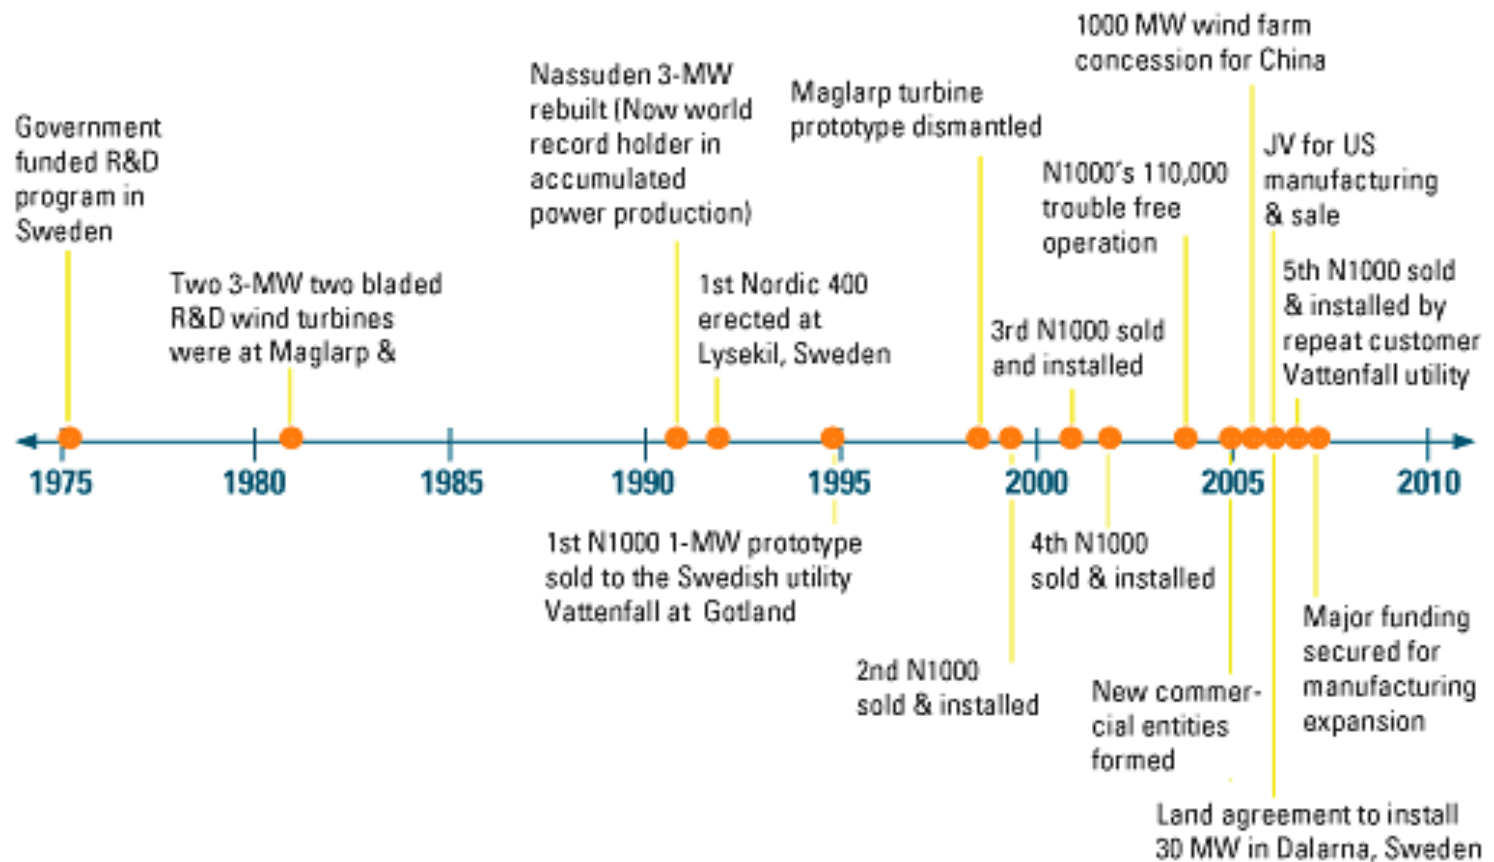 1000 MW wind farm
concession for China
Nassuden 3-MW
rebuilt (Now world
record holder in
accumulated
power production)
Maglarp turbine
prototype dismantled
Government
funded R&D
program in
Sweden
JV for US
manufacturing
& sale
N1000's 110,000
trouble free
operation
Two 3-MW two bladed
R&D wind turbines
were at Maglarp &
1st Nordic 400
erected at
Lysekil, Sweden
3rd N1000 sold
and installed
5th N1000 sold
& installed by
repeat customer
Vattenfall utility
1975 1980 1985 1990 1995 2000 2005 2010
1st N1000 1-MW prototype
sold to the Swedish utility
Vattenfall at Gotland
4th N1000
sold & installed
2nd N1000
sold & installed
New commer-
cial entities
formed
Major funding
secured for
manufacturing
expansion
Land agreement to install
30 MW in Dalarna, Sweden